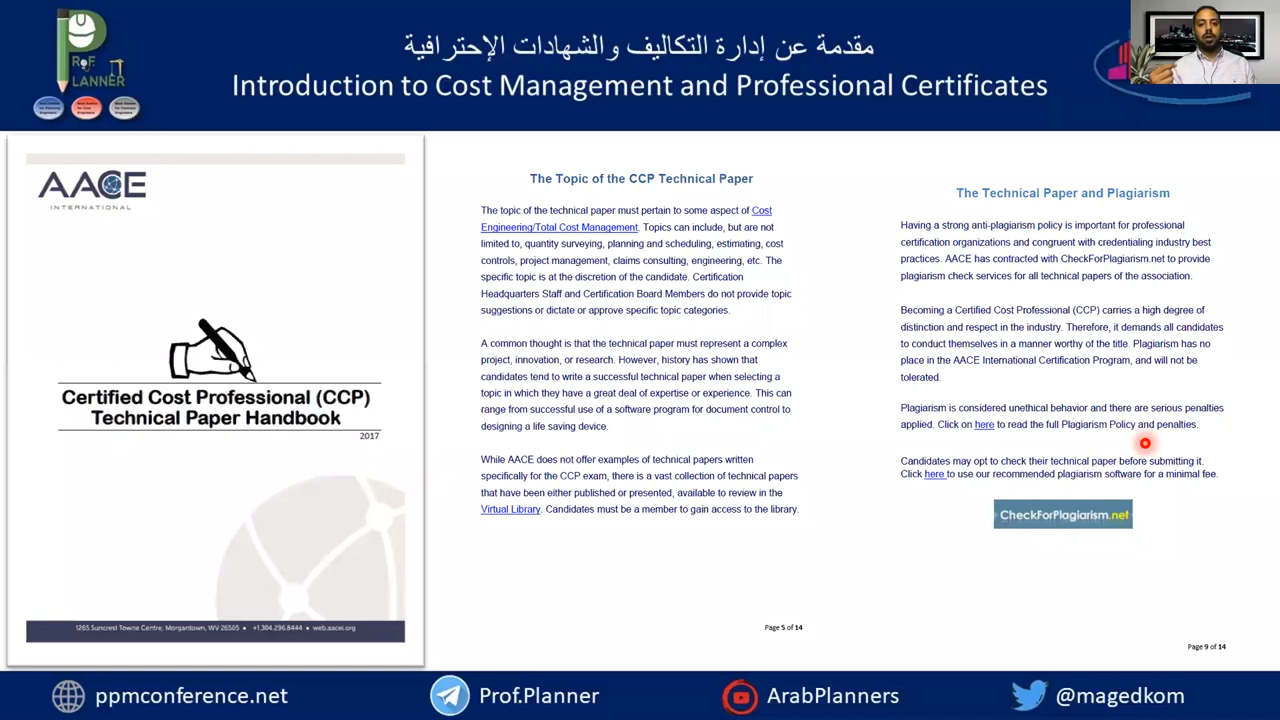 مقدمة عن إدارة التكاليف والشهادات الإحترافية
Introduction to Cost Management and Professional Certificates
PLANNER
AACE
INTERNATIONAL
Certified Cost Professional (CCP)
Technical Paper Handbook
2017
1265 Suncrest Towne Centre, Morgantown, WV 26505 • +1.304.296.8444 • web.aacei.org
The Topic of the CCP Technical Paper
The topic of the technical paper must pertain to some aspect of Cost
Engineering/Total Cost Management. Topics can include, but are not
limited to, quantity surveying, planning and scheduling, estimating, cost
controls, project management, claims consulting, engineering, etc. The
specific topic is at the discretion of the candidate. Certification
Headquarters Staff and Certification Board Members do not provide topic
suggestions or dictate or approve specific topic categories.
A common thought is that the technical paper must represent a complex
project, innovation, or research. However, history has shown that
candidates tend to write a successful technical paper when selecting a
topic in which they have a great deal of expertise or experience. This can
range from successful use of a software program for document control to
designing a life saving device.
While AACE does not offer examples of technical papers written
specifically for the CCP exam, there is a vast collection of technical papers
that have been either published or presented, available to review in the
Virtual Library. Candidates must be a member to gain access to the library.
Page 5 of 14
The Technical Paper and Plagiarism
Having a strong anti-plagiarism policy is important for professional
certification organizations and congruent with credentialing industry best
practices. AACE has contracted with CheckForPlagiarism.net to provide
plagiarism check services for all technical papers of the association.
Becoming a Certified Cost Professional (CCP) carries a high degree of
distinction and respect in the industry. Therefore, it demands all candidates
to conduct themselves in a manner worthy of the title. Plagiarism has no
place in the AACE International Certification Program, and will not be
tolerated.
Plagiarism is considered unethical behavior and there are serious penalties
applied. Click on here to read the full Plagiarism Policy and penalties.
Candidates may opt to check their technical paper before submitting it.
Click here to use our recommended plagiarism software for a minimal fee.
CheckForPlagiarism.net
Page 9 of 14
ppmconference.net
Prof.Planner
ArabPlanners
@magedkom